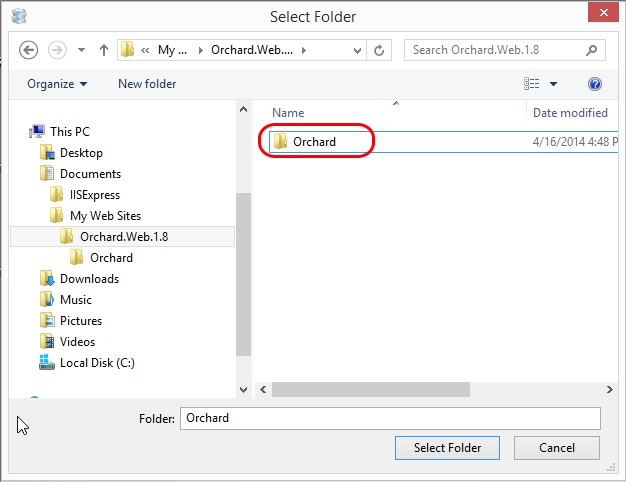 Select Folder
« My ... Orchard.Web.... Search Orchard.Web.1.8
Organize New folder
Name Date modified
Orchard 4/16/2014 4:48 P
This PC
Desktop
Documents
IISExpress
My Web Sites
Orchard.Web.1.8
Orchard
Downloads
Music
Pictures
Videos
Local Disk (C:)
Folder: Orchard
Select Folder Cancel